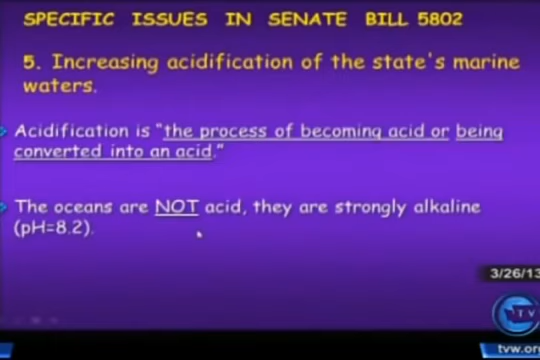 SPECIFIC ISSUES IN SENATE BILL 5802
5. Increasing acidification of the state's marine
waters.
Acidification is "the process of becoming acid or being
converted into an acid."
The oceans are NOT acid, they are strongly alkaline
(pH=8.2).
3/26/13
TV
tvw.org